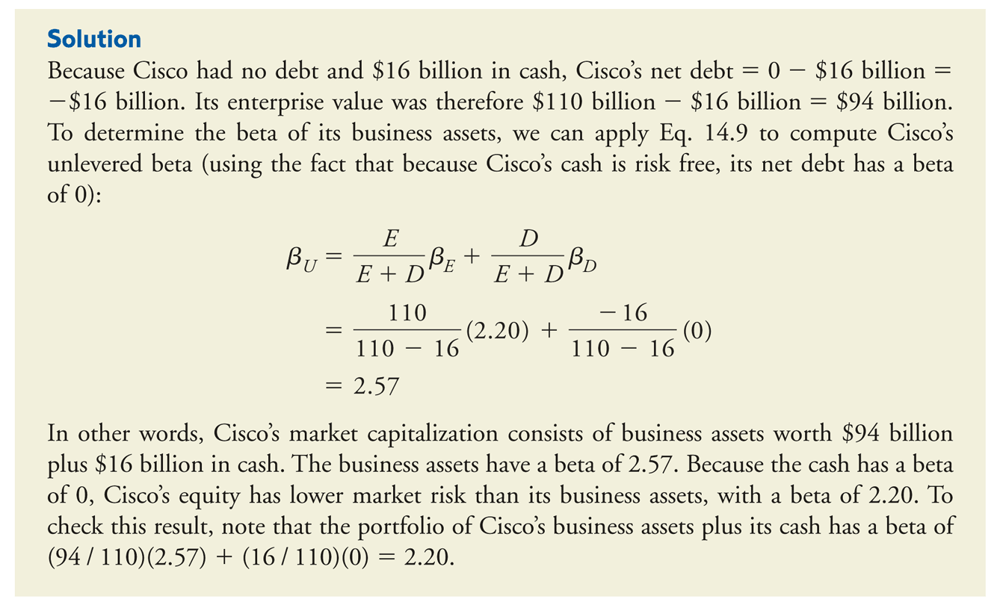 Solution
Because Cisco had no debt and $16 billion in cash, Cisco’s net debt = 0 − $16 billion =
−$16 billion. Its enterprise value was therefore $110 billion − $16 billion = $94 billion.
To determine the beta of its business assets, we can apply Eq. 14.9 to compute Cisco’s
unlevered beta (using the fact that because Cisco’s cash is risk free, its net debt has a beta
of 0):
β_U = \frac{E}{E + D} β_E + \frac{D}{E + D} β_D
= \frac{110}{110 − 16} (2.20) + \frac{−16}{110 − 16} (0)
= 2.57
In other words, Cisco’s market capitalization consists of business assets worth $94 billion
plus $16 billion in cash. The business assets have a beta of 2.57. Because the cash has a beta
of 0, Cisco’s equity has lower market risk than its business assets, with a beta of 2.20. To
check this result, note that the portfolio of Cisco’s business assets plus its cash has a beta of
(94 / 110)(2.57) + (16 / 110)(0) = 2.20.